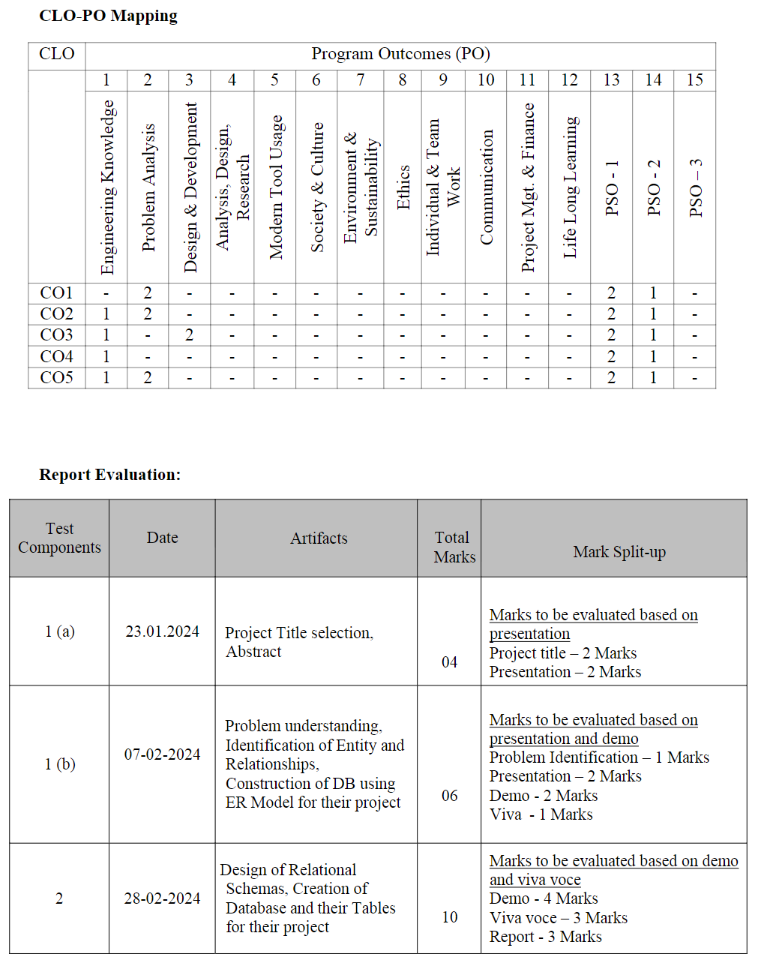 CLO-PO Mapping
CLO Program Outcomes (PO)
1 2 3 4 5 6 7 8 9 10 11 12 13 14 15
Engineering Knowledge
Problem Analysis
Design & Development
Analysis, Design,
Research
Modern Tool Usage
Society & Culture
Environment &
Sustainability
Ethics
Individual & Team
Work
Communication
Project Mgt. & Finance
Life Long Learning
PSO - 1
PSO - 2
PSO – 3
CO1 - 2 - - - - - - - - - - 2 1 -
CO2 1 2 - - - - - - - - - - 2 1 -
CO3 1 - 2 - - - - - - - - - 2 1 -
CO4 1 - - - - - - - - - - - 2 1 -
CO5 1 2 - - - - - - - - - - 2 1 -
Report Evaluation:
Test
Components
Date
Artifacts
Total
Marks
Mark Split-up
1 (a)
23.01.2024
Project Title selection,
Abstract
04
Marks to be evaluated based on
presentation
Project title – 2 Marks
Presentation – 2 Marks
1 (b)
07-02-2024
Problem understanding,
Identification of Entity and
Relationships,
Construction of DB using
ER Model for their project
06
Marks to be evaluated based on
presentation and demo
Problem Identification – 1 Marks
Presentation – 2 Marks
Demo - 2 Marks
Viva - 1 Marks
2
28-02-2024
Design of Relational
Schemas, Creation of
Database and their Tables
for their project
10
Marks to be evaluated based on demo
and viva voce
Demo - 4 Marks
Viva voce – 3 Marks
Report - 3 Marks